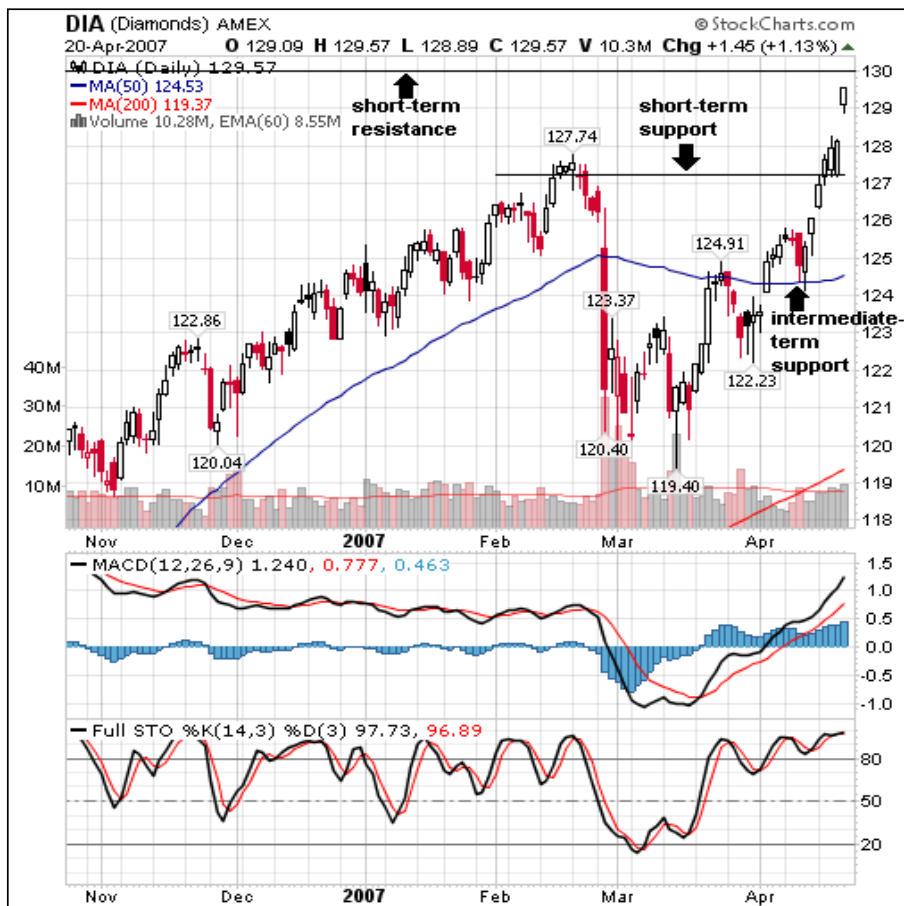 DIA (Diamonds) AMEX
© StockCharts.com
20-Apr-2007 O 129.09 H 129.57 L 128.89 C 129.57 V 10.3M Chg +1.45 (+1.13%)
DIA (Daily) 129.57
MA(50) 124.53
MA(200) 119.37
Volume 10.28M, EMA(60) 8.55M
short-term
resistance
short-term
support
intermediate-
term
support
127.74
124.91
123.37
122.86
122.23
120.40
120.04
119.40
130
129
128
127
126
125
124
123
122
121
120
119
118
40M
30M
20M
10M
Nov Dec 2007 Feb Mar Apr
MACD(12,26,9) 1.240, 0.777, 0.463
1.5
1.0
0.5
0.0
-0.5
-1.0
Full STO %K(14,3) %D(3) 97.73, 96.89
80
50
20
Nov Dec 2007 Feb Mar Apr